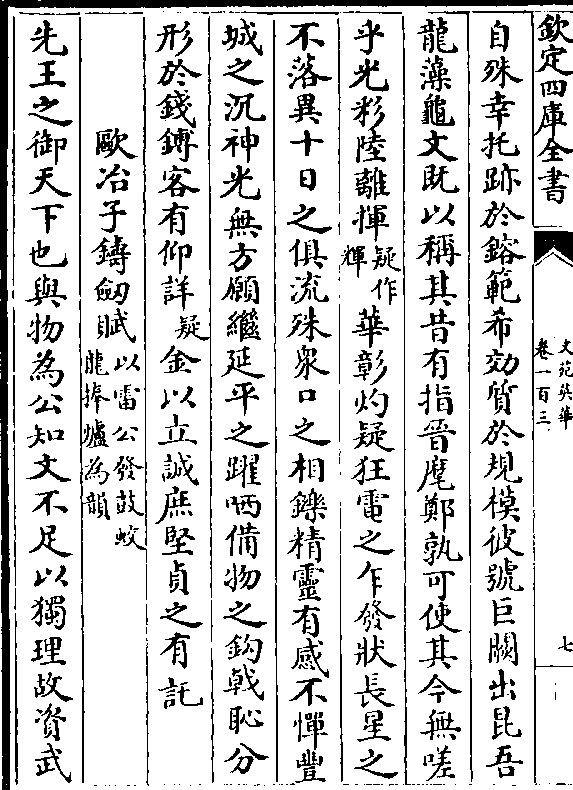 欽定四庫全書
文苑英華
卷一百三
七
自殊幸托跡於鎔範希効質於規模彼號巨闕出昆吾
龍藻龜文既以稱其昔有指晉麾鄭孰可使其今無嗟
乎光彩陸離揮疑作輝華彰灼疑狂電之乍發狀長星之
不落異十日之俱流殊衆口之相鑠精靈有感不憚豐
城之沉神光無方願繼延平之躍哂備物之鈎戟恥分
形於錢鎛客有仰詳疑金以立誠庶堅貞之有託
歐冶子鑄劒賦以雷公發鼓蛟龍捧爐為韻
先王之御天下也與物為公知文不足以獨理故資武